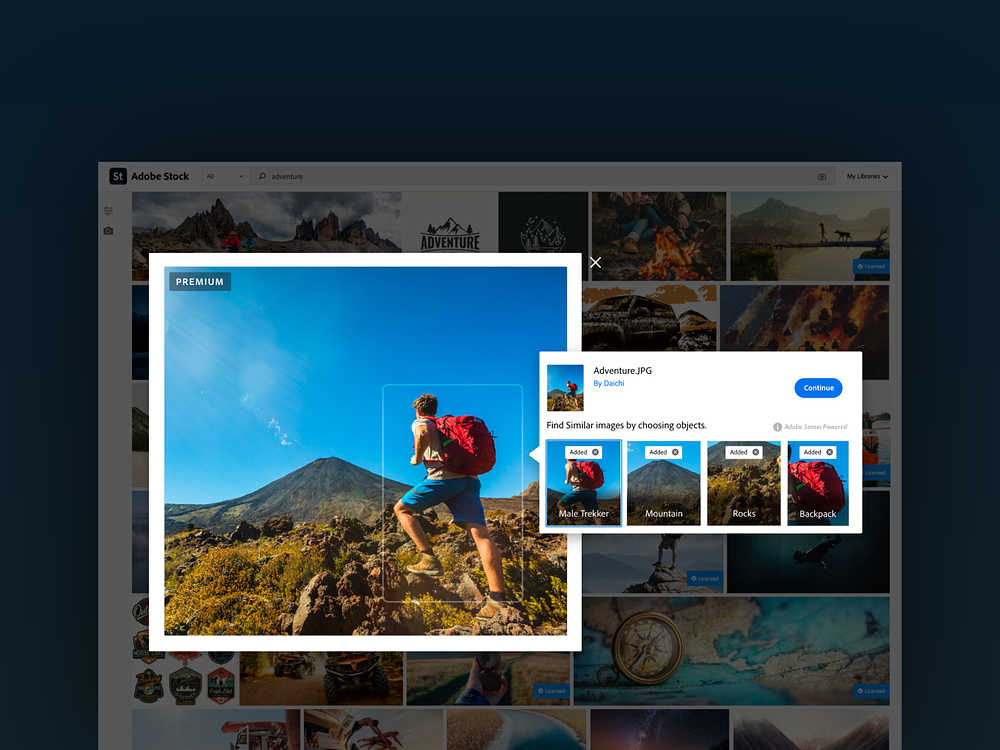 St Adobe Stock
All
adventure
My Libraries
ADVENTURE
Licensed
PREMIUM
Adventure.JPG
By Daichi
Continue
Find Similar images by choosing objects.
i Adobe Sensei Powered
Added
Added
Added
Added
Male Trekker
Mountain
Rocks
Backpack
Licensed
Licensed
Licensed
Licensed